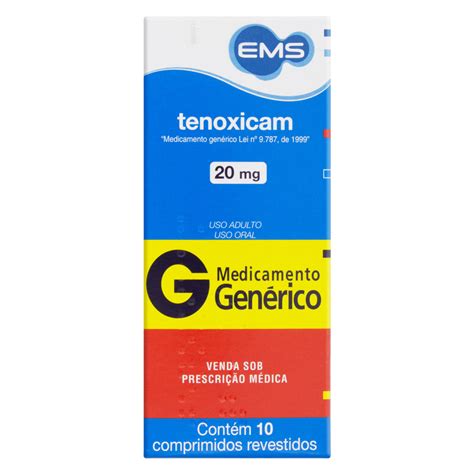 EMS
tenoxicam
"Medicamento genérico Lei nº 9.787, de 1999"
20 mg
USO ADULTO
USO ORAL
G Medicamento
Genérico
VENDA SOB
PRESCRIÇÃO MÉDICA
Contém 10
comprimidos revestidos